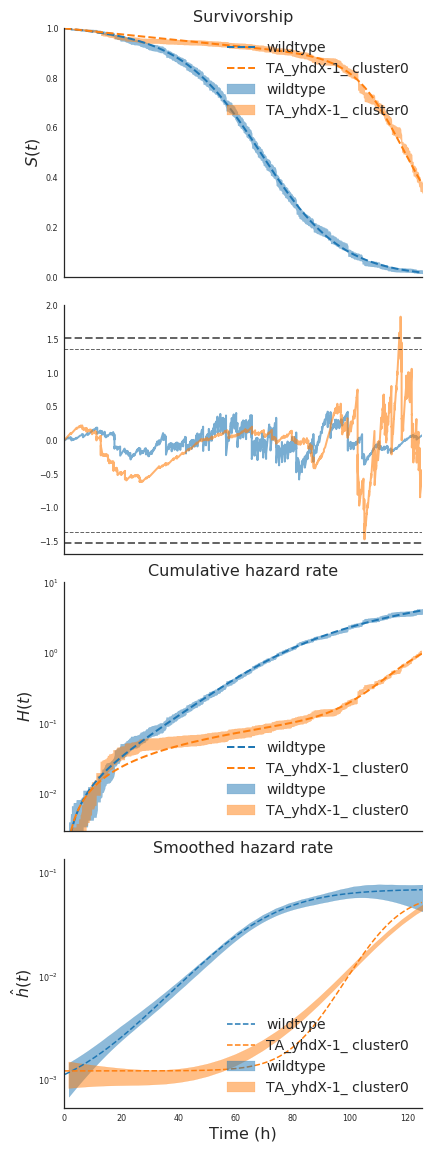 Survivorship
1.0
0.8
0.6
0.4
0.2
0.0
S(t)
wildtype
TA_yhdX-1_ cluster0
wildtype
TA_yhdX-1_ cluster0
2.0
1.5
1.0
0.5
0.0
−0.5
−1.0
−1.5
Cumulative hazard rate
10¹
10⁰
10⁻¹
10⁻²
H(t)
wildtype
TA_yhdX-1_ cluster0
wildtype
TA_yhdX-1_ cluster0
Smoothed hazard rate
10⁻¹
10⁻²
10⁻³
ĥ(t)
wildtype
TA_yhdX-1_ cluster0
wildtype
TA_yhdX-1_ cluster0
0 20 40 60 80 100 120
Time (h)